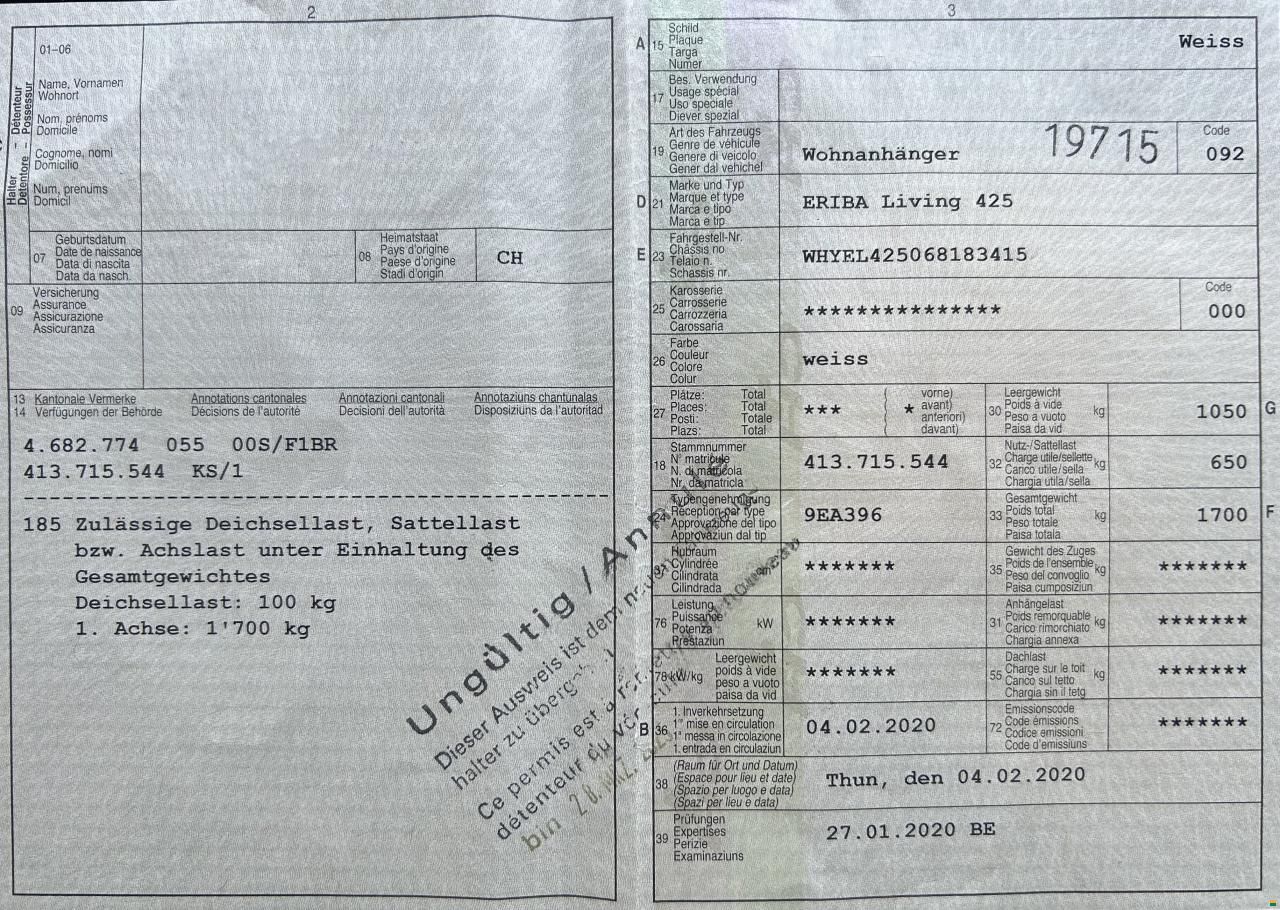 2
01–06
Halter – Détenteur
Detentore – Possessur
Name, Vornamen
Wohnort
Nom, prénoms
Domicile
Cognome, nomi
Domicilio
Num, prenums
Domicil
07
Geburtsdatum
Date de naissance
Data di nascita
Data da nasch.
08
Heimatstaat
Pays d'origine
Paese d'origine
Stadi d'origin
CH
09
Versicherung
Assurance
Assicurazione
Assicuranza
13 Kantonale Vermerke Annotations cantonales Annotazioni cantonali Annotaziuns chantunalas
14 Verfügungen der Behörde Décisions de l'autorité Decisioni dell'autorità Disposiziuns da l'autoritad
4.682.774 055 00S/F1BR
413.715.544 KS/1
185 Zulässige Deichsellast, Sattellast
bzw. Achslast unter Einhaltung des
Gesamtgewichtes
Deichsellast: 100 kg
1. Achse: 1'700 kg
Ungültig /
Dieser Ausweis ist dem
halter zu
Ce permis est à
détenteur du
bin 28.
3
A 15
Schild
Plaque
Targa
Numer
Weiss
17
Bes. Verwendung
Usage spécial
Uso speciale
Diever spezial
19
Art des Fahrzeugs
Genre de véhicule
Genere di veicolo
Gener dal vehichel
Wohnanhänger
19715
Code
092
D 21
Marke und Typ
Marque et type
Marca e tipo
Marca e tip
ERIBA Living 425
E 23
Fahrgestell-Nr.
Châssis no
Telaio n.
Schassis nr.
WHYEL425068183415
25
Karosserie
Carrosserie
Carrozzeria
Carossaria
***************
Code
000
26
Farbe
Couleur
Colore
Colur
weiss
27
Plätze: Total
Places: Total
Posti: Totale
Plazs: Total
***
( vorne)
( * avant)
( anteriori)
( davant)
30
Leergewicht
Poids à vide
Peso a vuoto
Paisa da vid
kg
1050
G
18
Stammnummer
N° matricule
N. di matricola
Nr. da matricla
413.715.544
32
Nutz-/Sattellast
Charge utile/sellette
Carico utile/sella
Chargia utila/sella
kg
650
24
Typengenehmigung
Réception par type
Approvazione del tipo
Approvaziun dal tip
9EA396
33
Gesamtgewicht
Poids total
Peso totale
Paisa totala
kg
1700
F
Hubraum
Cylindrée
Cilindrata
Cilindrada
*******
35
Gewicht des Zuges
Poids de l'ensemble
Peso del convoglio
Paisa cumposiziun
kg
*******
76
Leistung
Puissance
Potenza
Prestaziun
kW
*******
31
Anhängelast
Poids remorquable
Carico rimorchiato
Chargia annexa
kg
*******
78 kW/kg
Leergewicht
poids à vide
peso a vuoto
paisa da vid
*******
55
Dachlast
Charge sur le toit
Carico sul tetto
Chargia sin il tetg
kg
*******
B 36
1. Inverkehrsetzung
1re mise en circulation
1a messa in circolazione
1. entrada en circulaziun
04.02.2020
72
Emissionscode
Code émissions
Codice emissioni
Code d'emissiuns
*******
38
(Raum für Ort und Datum)
(Espace pour lieu et date)
(Spazio per luogo e data)
(Spazi per lieu e data)
Thun, den 04.02.2020
39
Prüfungen
Expertises
Perizie
Examinaziuns
27.01.2020 BE